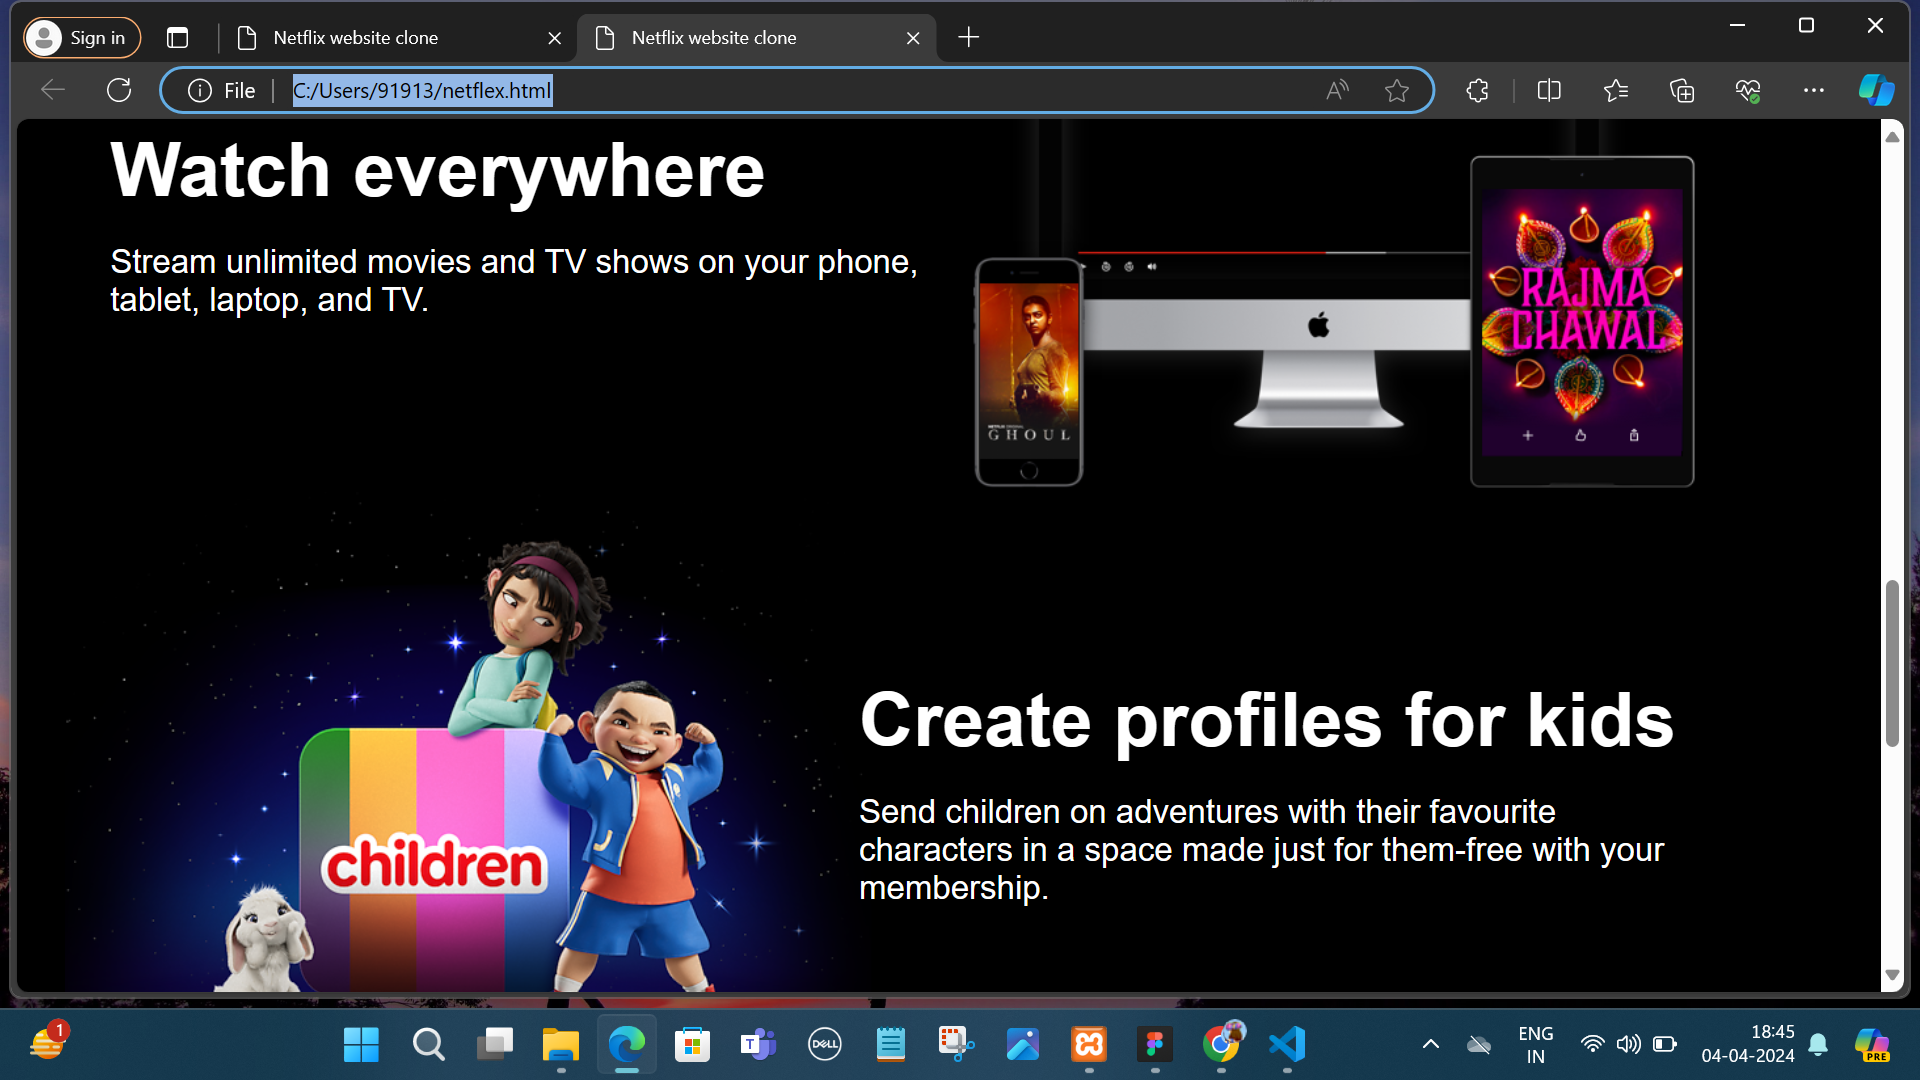 Sign in
Netflix website clone
Netflix website clone
File
C:/Users/91913/netflex.html
Watch everywhere
Stream unlimited movies and TV shows on your phone,
tablet, laptop, and TV.
GHOUL
RAJMA
CHAWAL
Create profiles for kids
Send children on adventures with their favourite
characters in a space made just for them-free with your
membership.
children
1
DELL
ENG
IN
18:45
04-04-2024
PRE